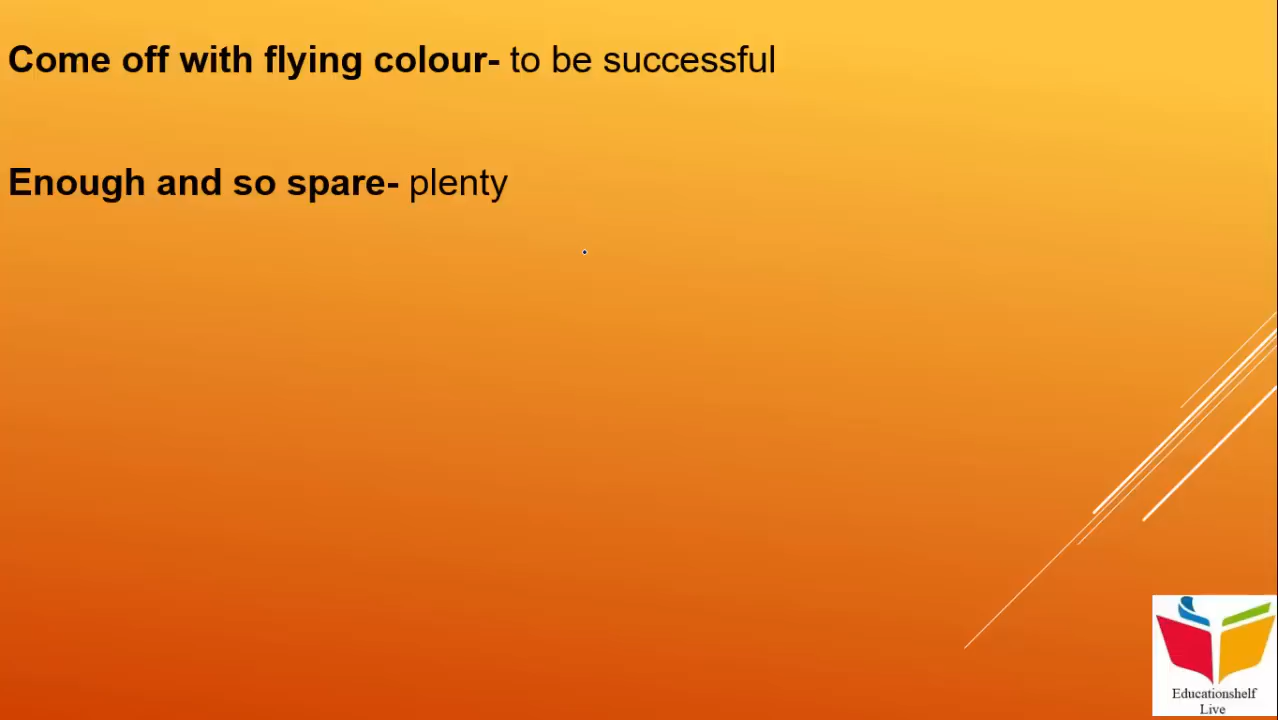 Come off with flying colour- to be successful
Enough and so spare- plenty
Educationshelf
Live